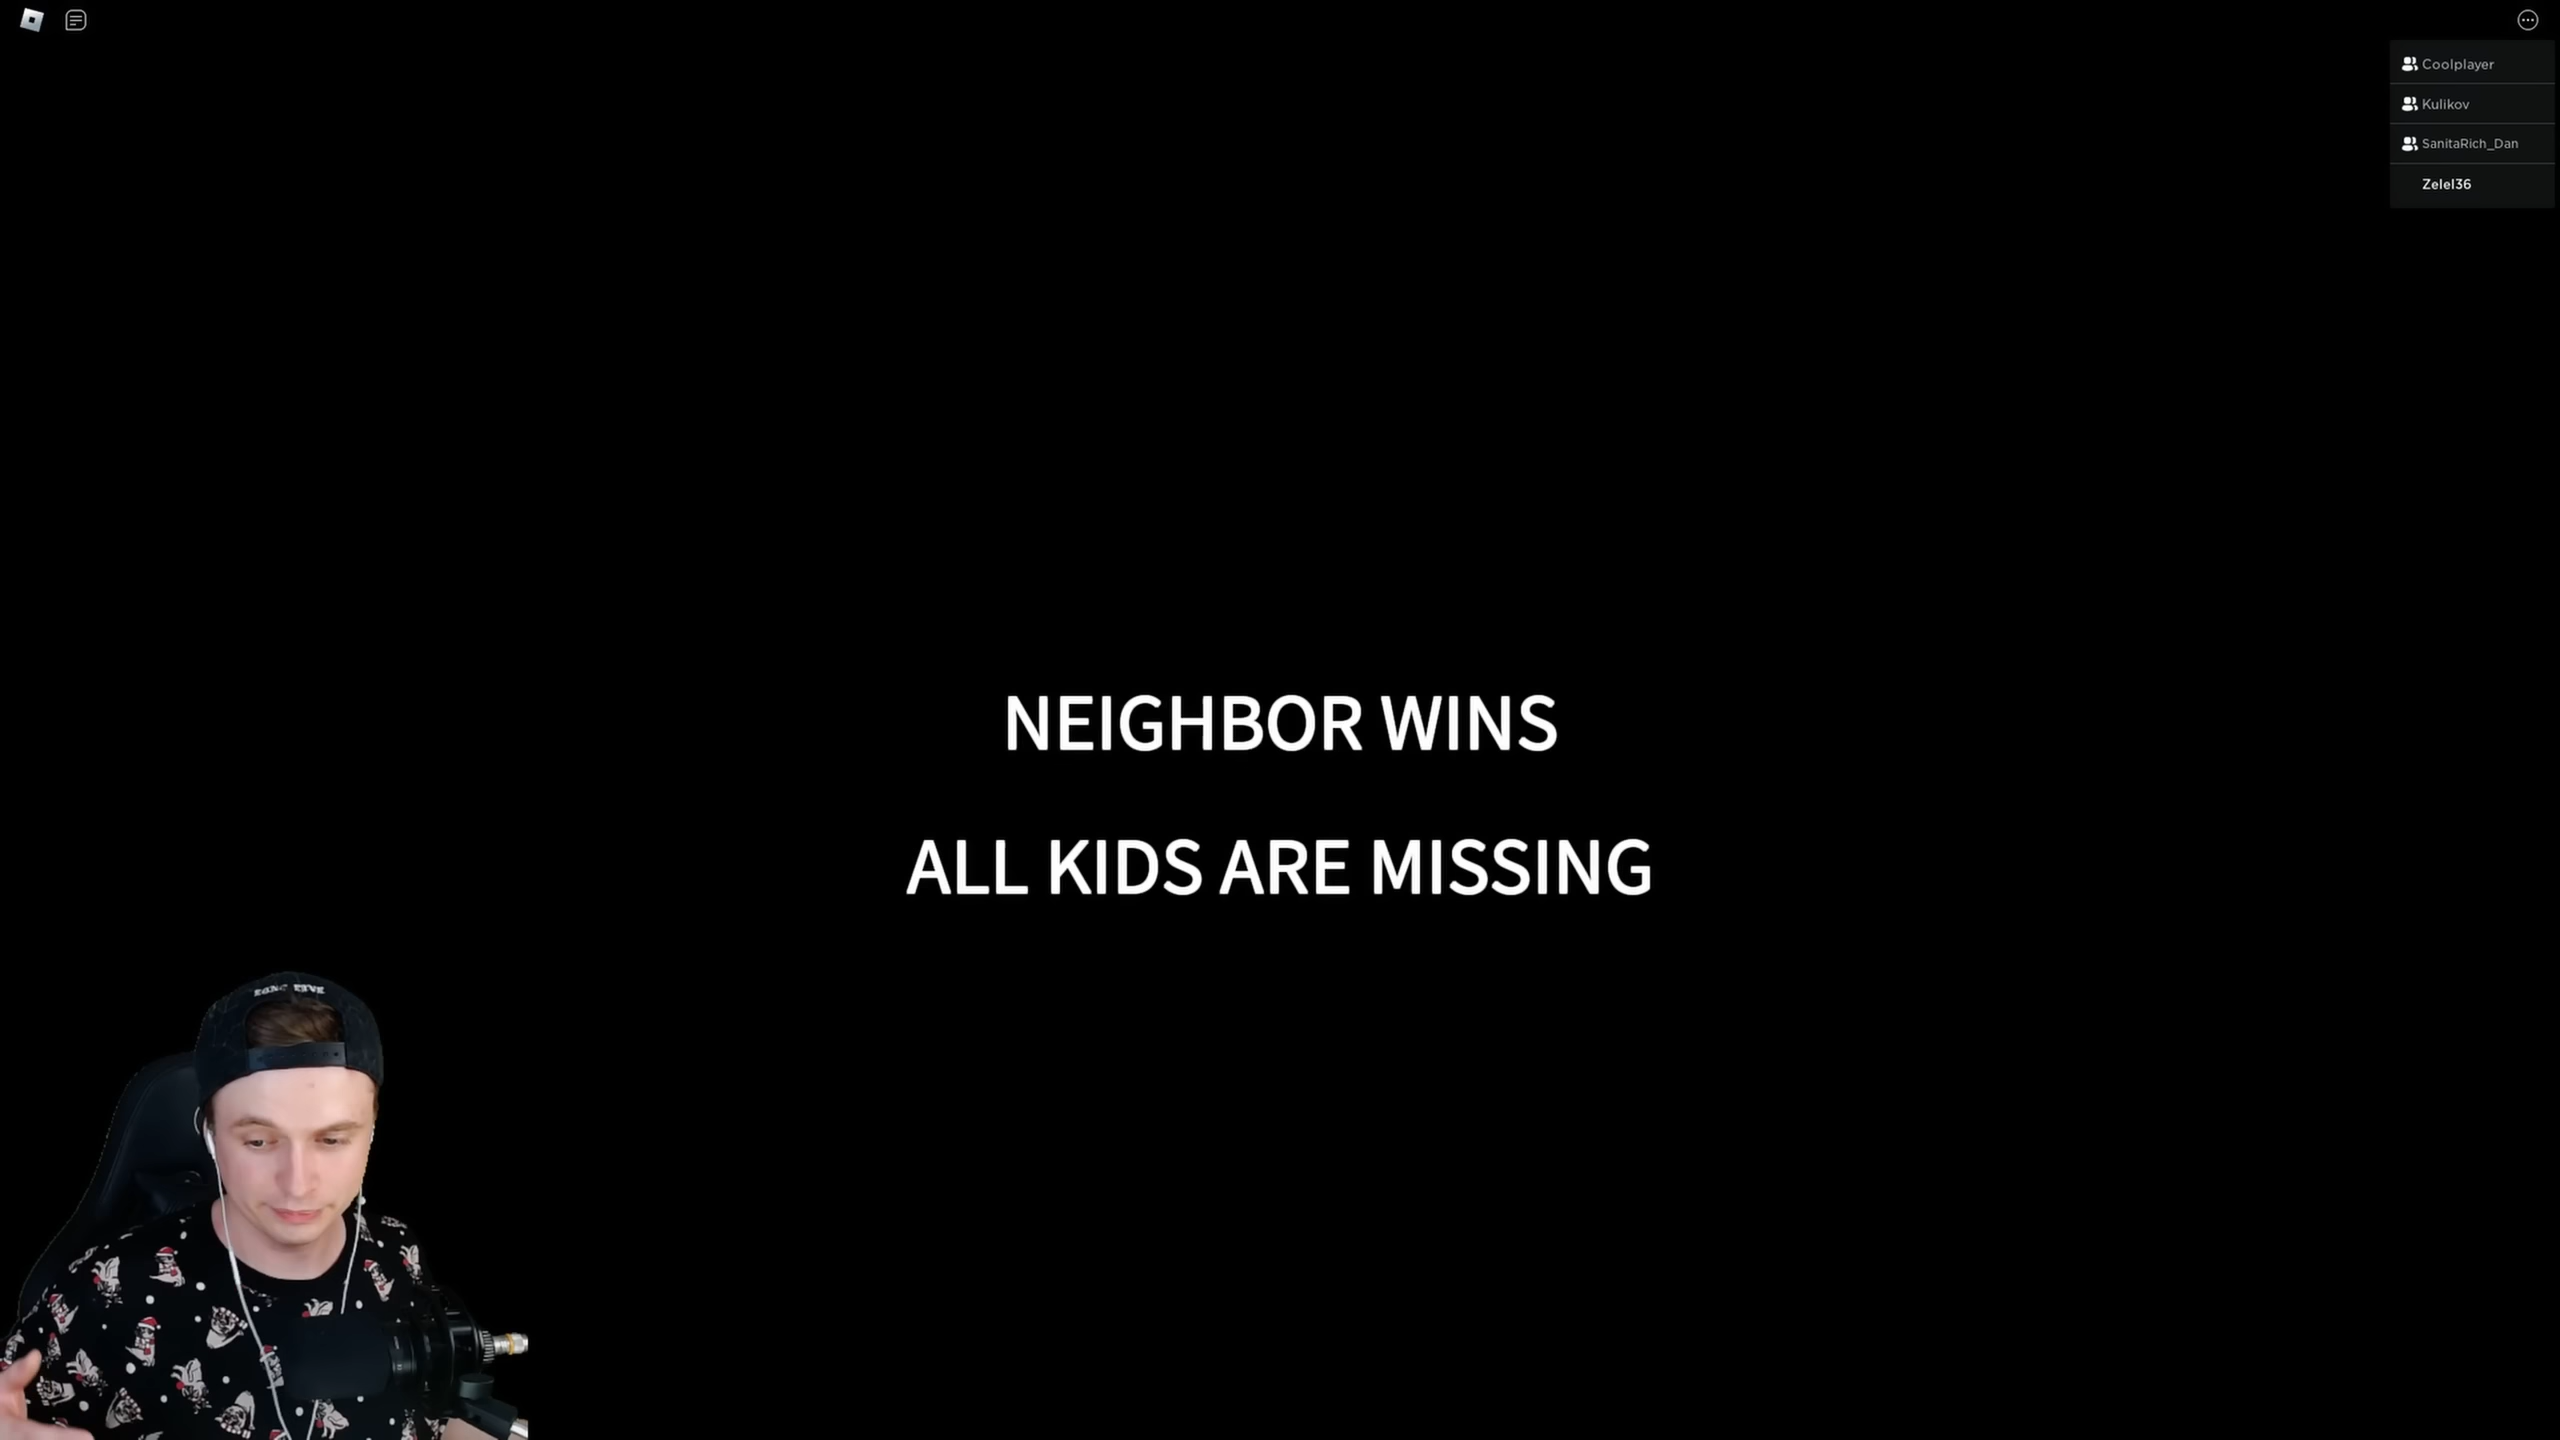 Coolplayer
Kulikov
SanitaRich_Dan
Zelel36
NEIGHBOR WINS
ALL KIDS ARE MISSING